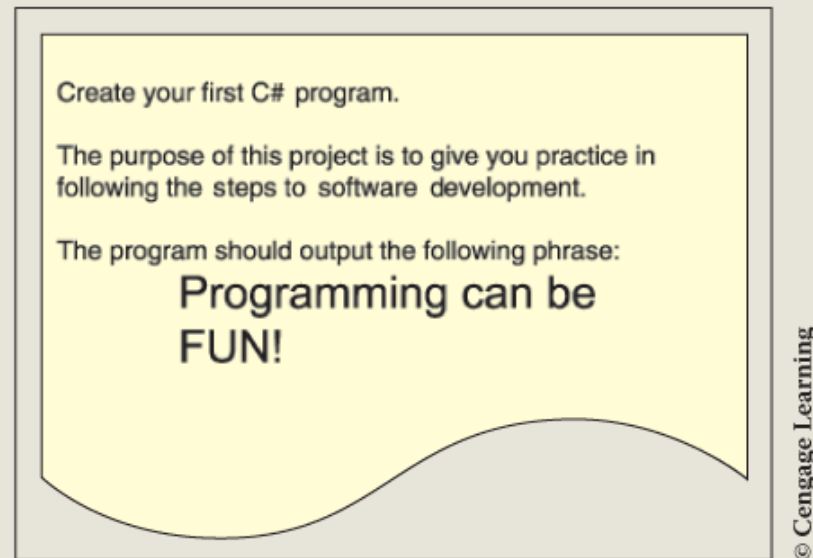 Create your first C# program.
The purpose of this project is to give you practice in
following the steps to software development.
The program should output the following phrase:
Programming can be
FUN!
© Cengage Learning